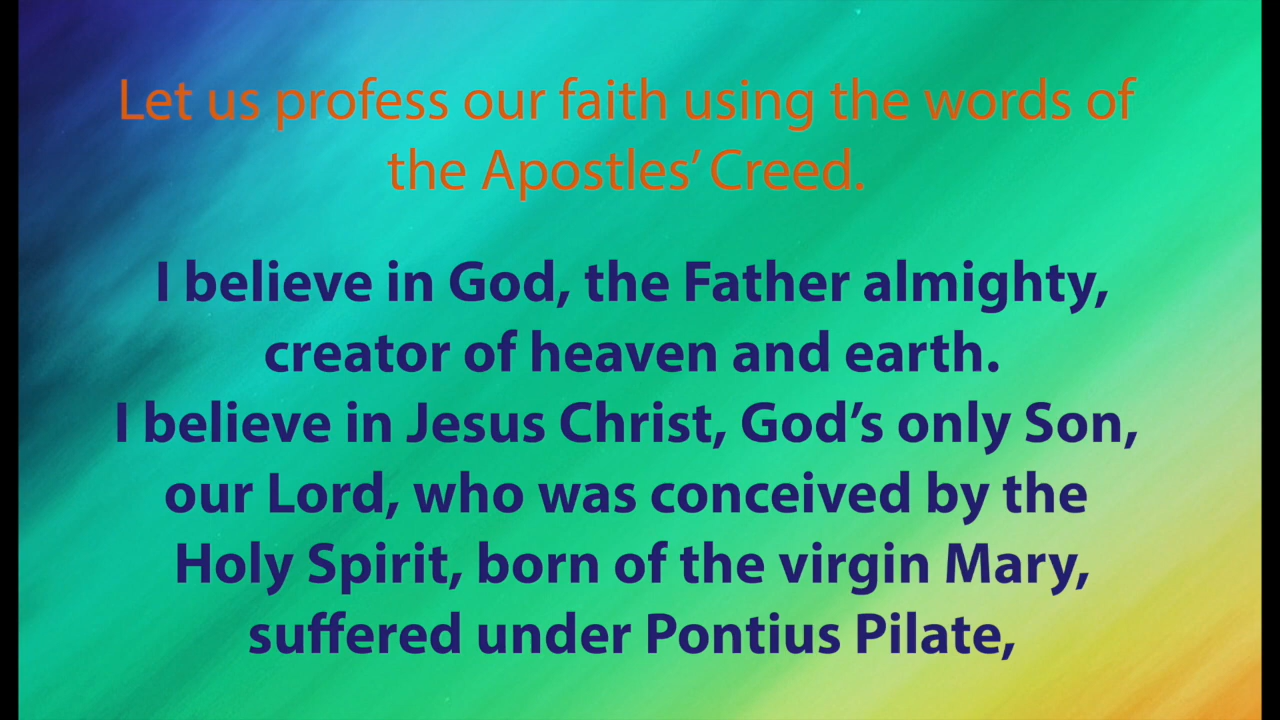 Let us profess our faith using the words of
the Apostles’ Creed.
I believe in God, the Father almighty,
creator of heaven and earth.
I believe in Jesus Christ, God’s only Son,
our Lord, who was conceived by the
Holy Spirit, born of the virgin Mary,
suffered under Pontius Pilate,